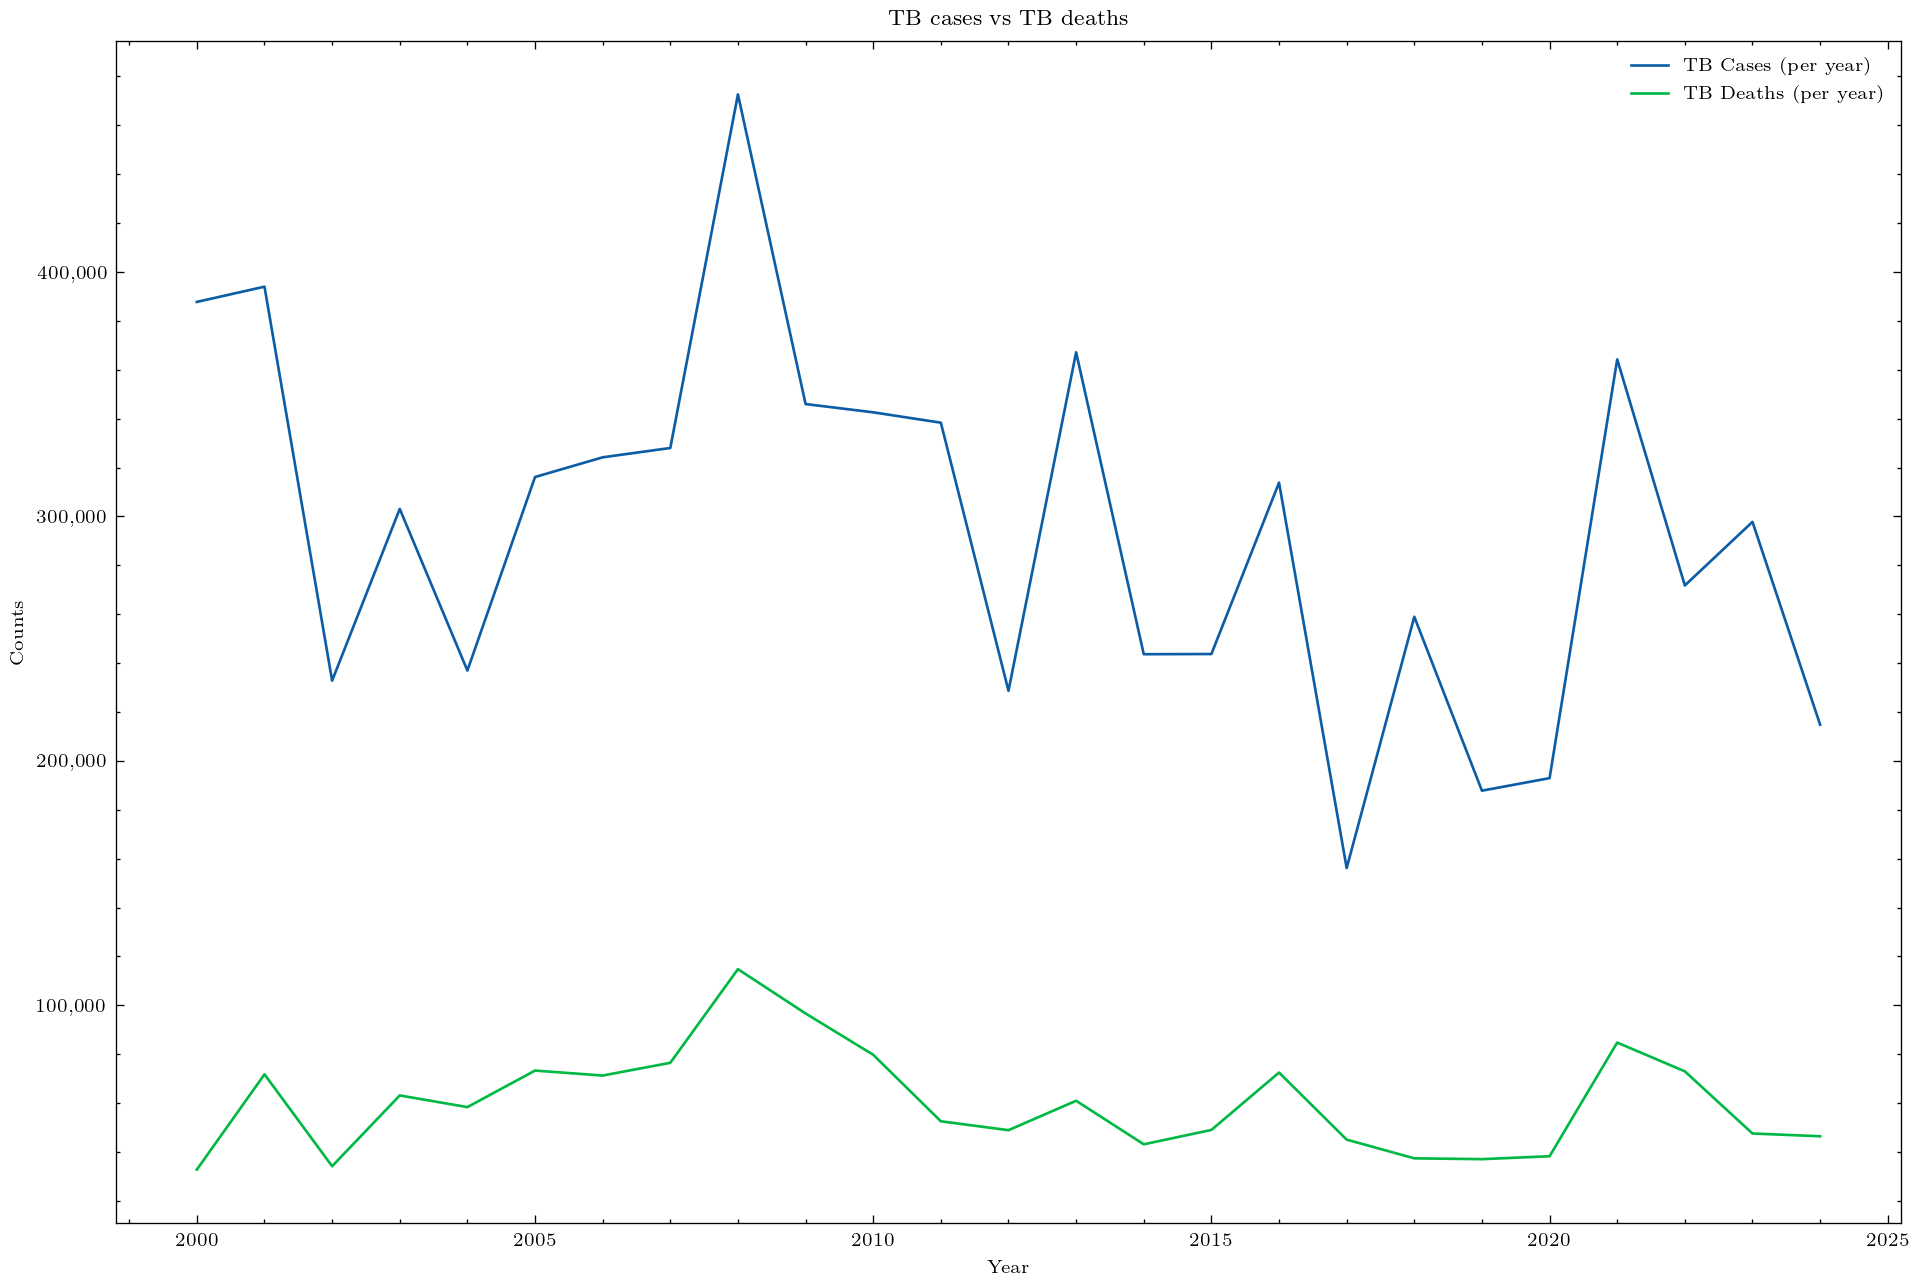 TB cases vs TB deaths
TB Cases (per year)
TB Deaths (per year)
400,000
300,000
200,000
100,000
Counts
2000
2005
2010
2015
2020
2025
Year